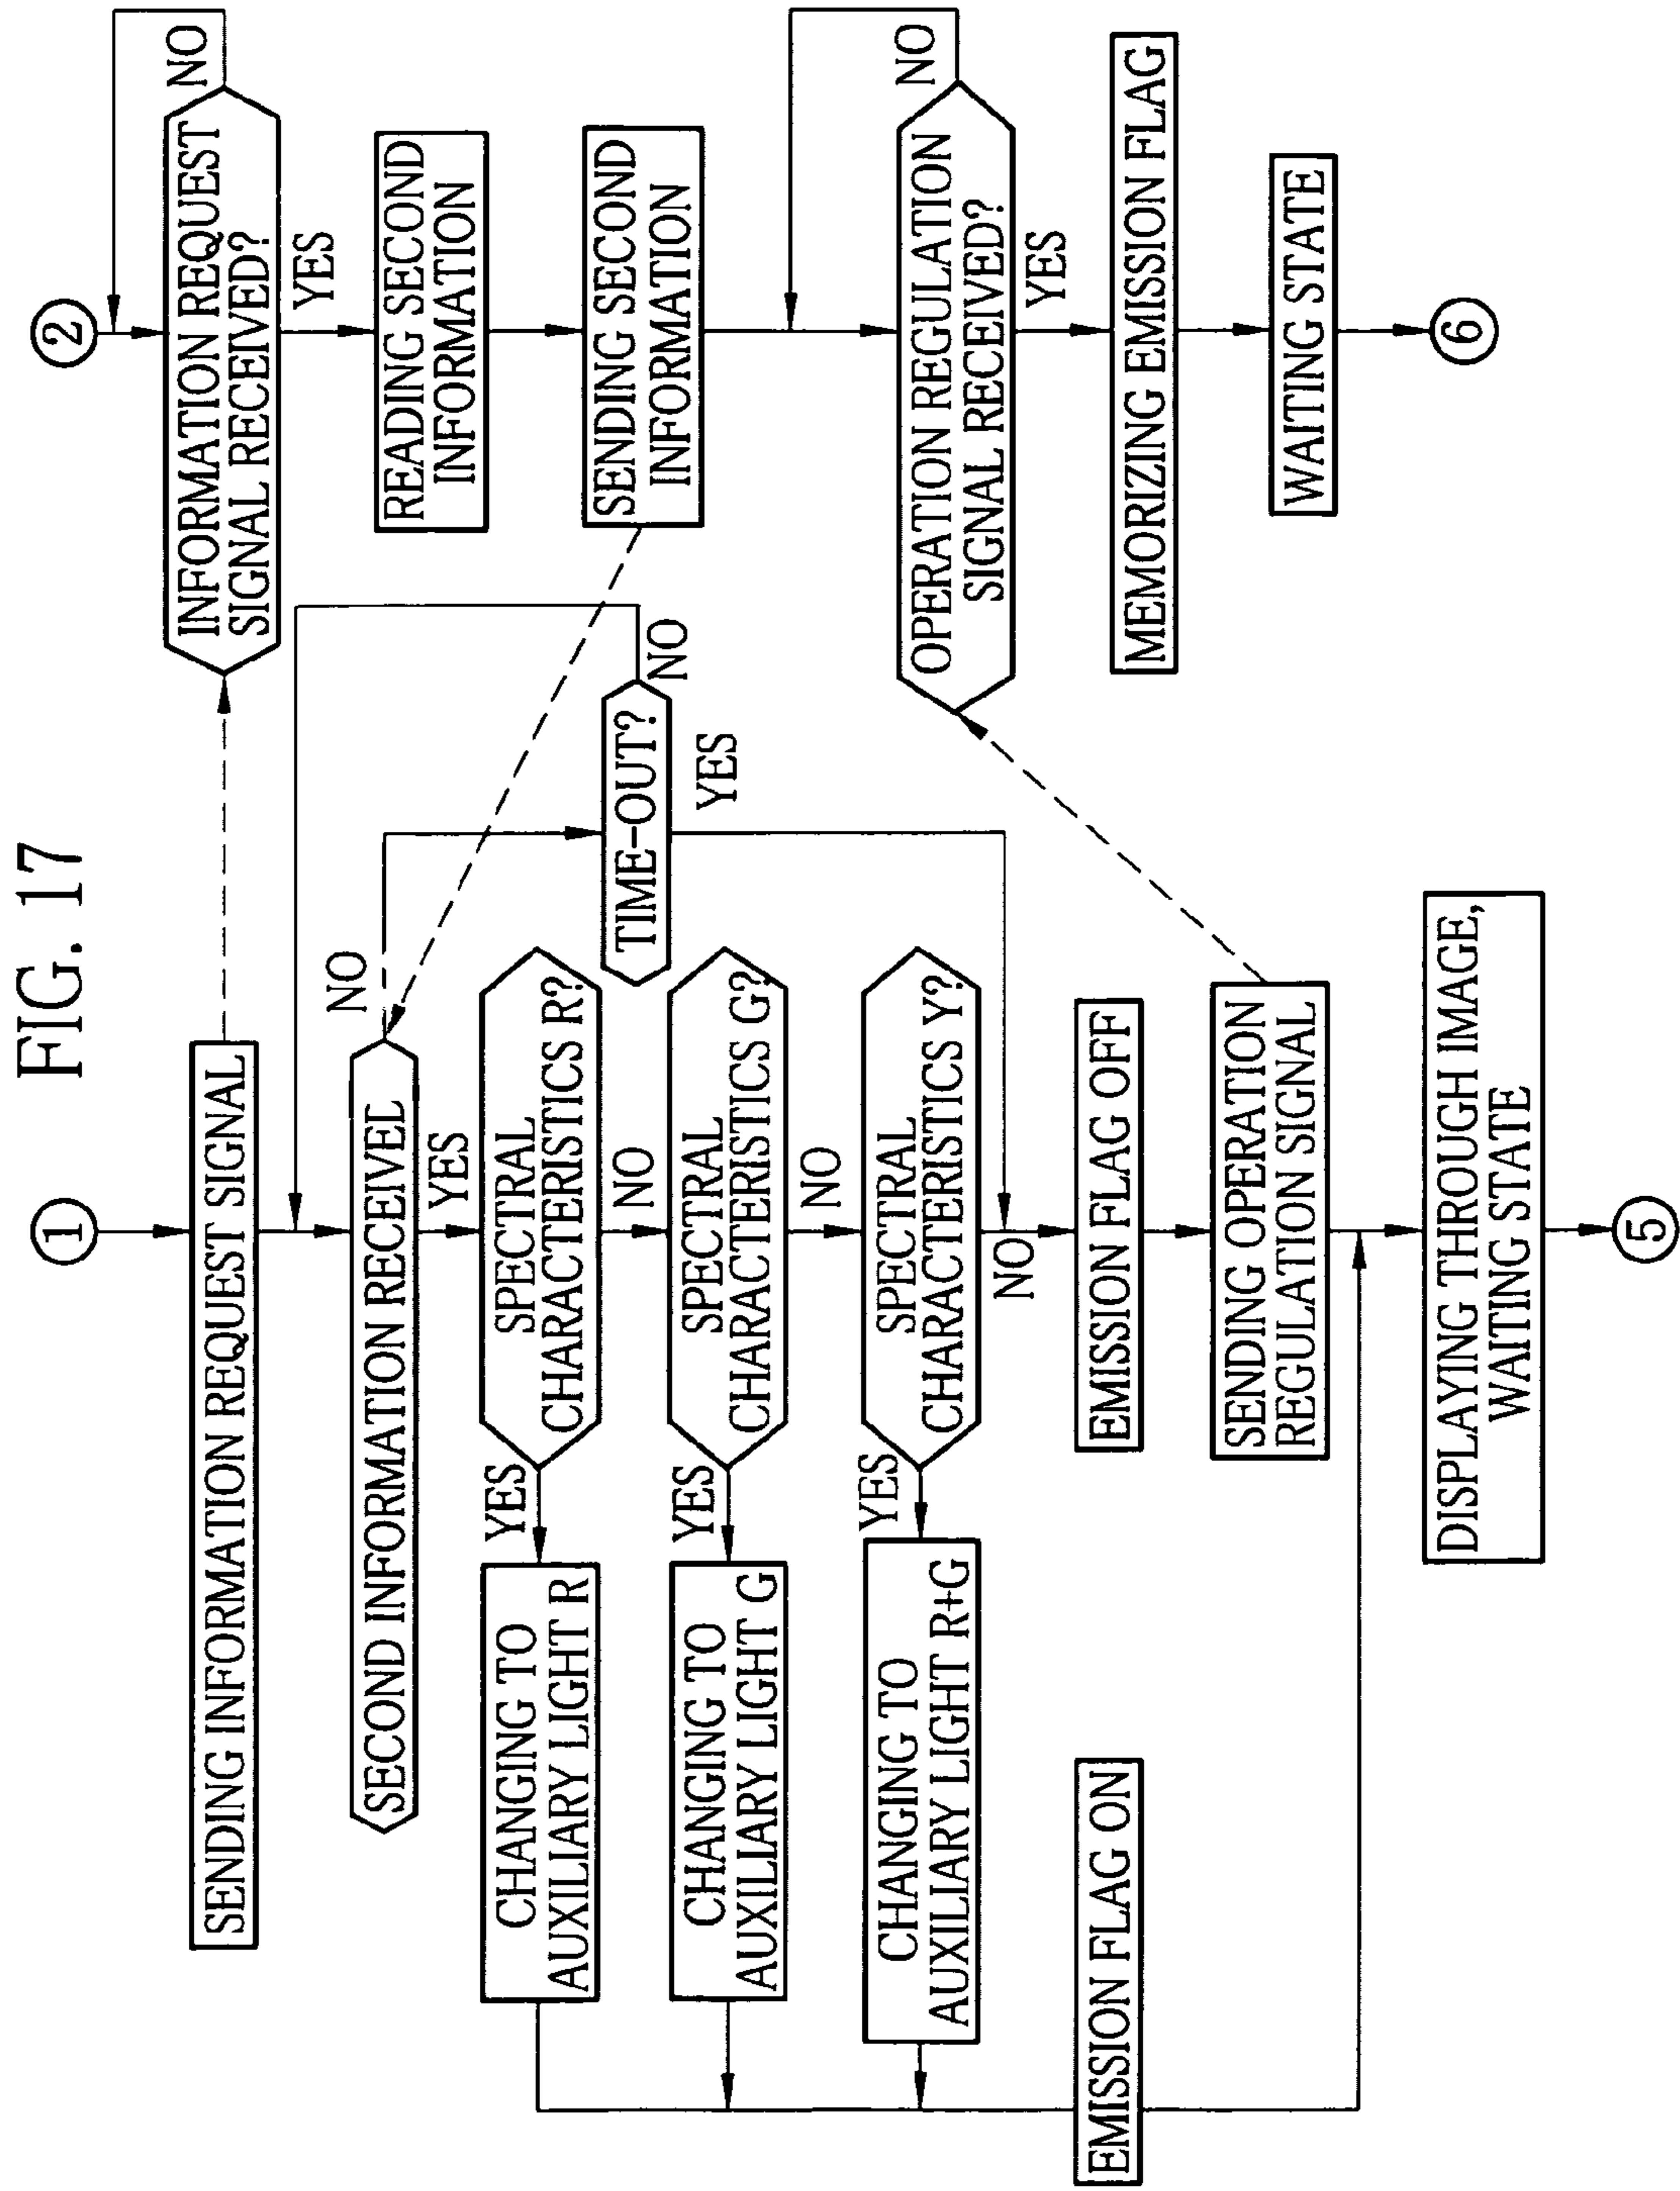 FIG. 17
1
SENDING INFORMATION REQUEST SIGNAL
SECOND INFORMATION RECEIVEL
NO
YES
TIME-OUT?
NO
YES
SPECTRAL
CHARACTERISTICS R?
YES
NO
CHANGING TO
AUXILIARY LIGHT R
SPECTRAL
CHARACTERISTICS G?
YES
NO
CHANGING TO
AUXILIARY LIGHT G
SPECTRAL
CHARACTERISTICS Y?
YES
NO
CHANGING TO
AUXILIARY LIGHT R+G
EMISSION FLAG ON
EMISSION FLAG OFF
SENDING OPERATION
REGULATION SIGNAL
DISPLAYING THROUGH IMAGE,
WAITING STATE
5
2
INFORMATION REQUEST
SIGNAL RECEIVED?
NO
YES
READING SECOND
INFORMATION
SENDING SECOND
INFORMATION
OPERATION REGULATION
SIGNAL RECEIVED?
NO
YES
MEMORIZING EMISSION FLAG
WAITING STATE
6